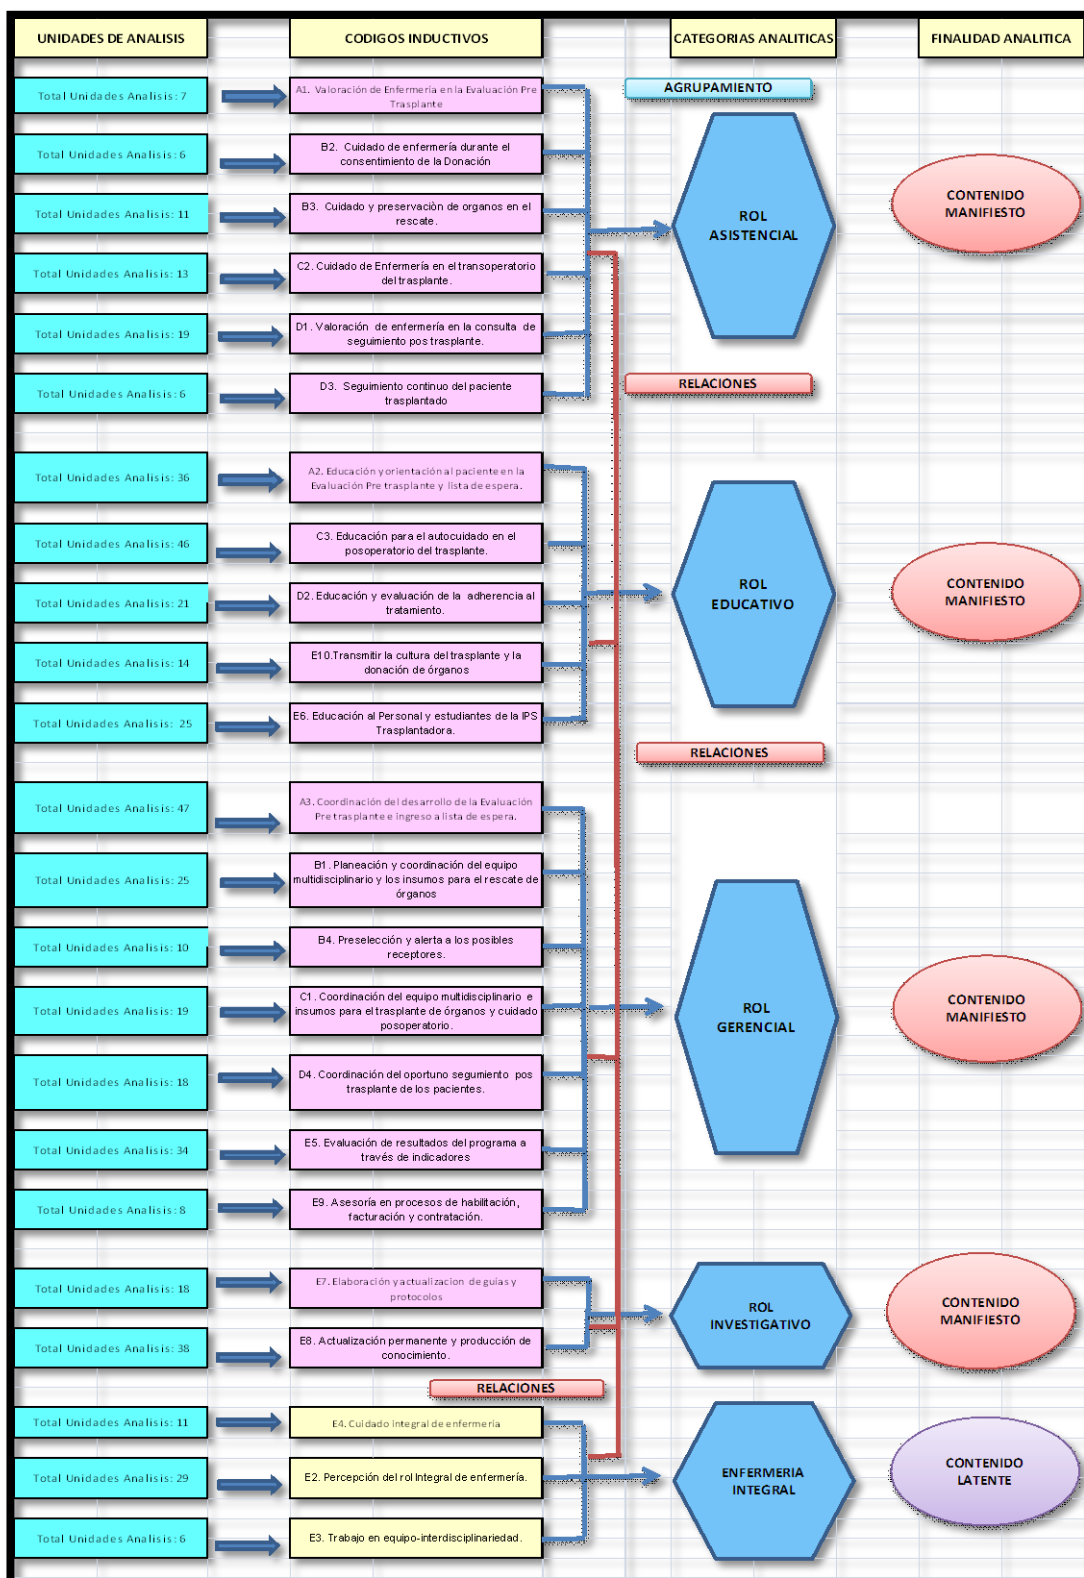 UNIDADES DE ANALISIS
CODIGOS INDUCTIVOS
CATEGORIAS ANALITICAS
FINALIDAD ANALITICA
Total Unidades Analisis: 7
A1. Valoración de Enfermería en la Evaluación Pre
Trasplante
AGRUPAMIENTO
Total Unidades Analisis: 6
B2. Cuidado de enfermería durante el
consentimiento de la Donación
Total Unidades Analisis: 11
B3. Cuidado y preservaciòn de organos en el
rescate.
ROL
ASISTENCIAL
CONTENIDO
MANIFIESTO
Total Unidades Analisis: 13
C2. Cuidado de Enfermería en el transoperatorio
del trasplante.
Total Unidades Analisis: 19
D1. Valoración de enfermería en la consulta de
seguimiento pos trasplante.
Total Unidades Analisis: 6
D3. Seguimiento continuo del paciente
trasplantado
RELACIONES
Total Unidades Analisis: 36
A2. Educación y orientación al paciente en la
Evaluación Pre trasplante y lista de espera.
Total Unidades Analisis: 46
C3. Educación para el autocuidado en el
posoperatorio del trasplante.
Total Unidades Analisis: 21
D2. Educación y evaluación de la adherencia al
tratamiento.
ROL
EDUCATIVO
CONTENIDO
MANIFIESTO
Total Unidades Analisis: 14
E10.Transmitir la cultura del trasplante y la
donación de órganos
Total Unidades Analisis: 25
E6. Educación al Personal y estudiantes de la IPS
Trasplantadora.
RELACIONES
Total Unidades Analisis: 47
A3. Coordinación del desarrollo de la Evaluación
Pre trasplante e ingreso a lista de espera.
Total Unidades Analisis: 25
B1. Planeación y coordinación del equipo
multidisciplinario y los insumos para el rescate de
órganos
Total Unidades Analisis: 10
B4. Preselección y alerta a los posibles
receptores.
Total Unidades Analisis: 19
C1. Coordinación del equipo multidisciplinario e
insumos para el trasplante de órganos y cuidado
posoperatorio.
ROL
GERENCIAL
CONTENIDO
MANIFIESTO
Total Unidades Analisis: 18
D4. Coordinación del oportuno segumiento pos
trasplante de los pacientes.
Total Unidades Analisis: 34
E5. Evaluación de resultados del programa a
través de indicadores
Total Unidades Analisis: 8
E9. Asesoría en procesos de habilitación,
facturación y contratación.
Total Unidades Analisis: 18
E7. Elaboración y actualizacion de guías y
protocolos
ROL
INVESTIGATIVO
CONTENIDO
MANIFIESTO
Total Unidades Analisis: 38
E8. Actualización permanente y producción de
conocimiento.
RELACIONES
Total Unidades Analisis: 11
E4. Cuidado integral de enfermería
Total Unidades Analisis: 29
E2. Percepción del rol Integral de enfermería.
ENFERMERIA
INTEGRAL
CONTENIDO
LATENTE
Total Unidades Analisis: 6
E3. Trabajo en equipo-interdisciplinariedad.